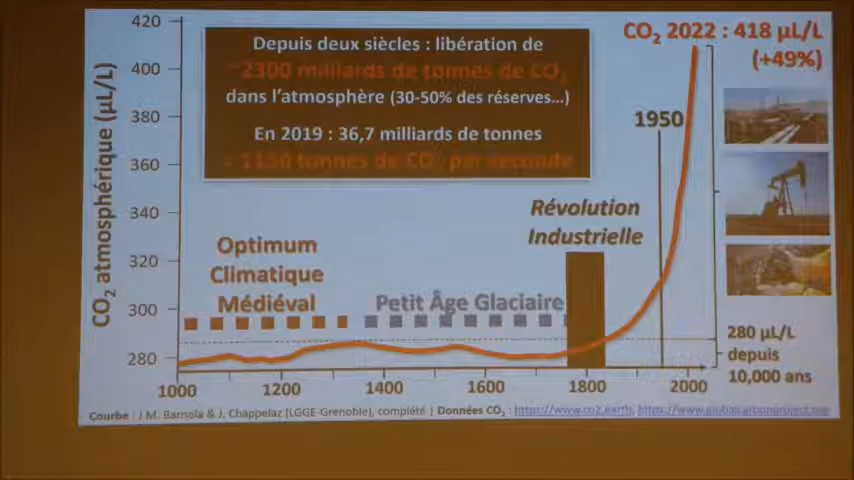 CO₂ 2022 : 418 µL/L
(+49%)
Depuis deux siècles : libération de
~2300 milliards de tonnes de CO₂
dans l'atmosphère (30-50% des réserves...)
En 2019 : 36,7 milliards de tonnes
= 1150 tonnes de CO₂ par seconde
CO₂ atmosphérique (µL/L)
420
400
380
360
340
320
300
280
1950
Révolution
Industrielle
Optimum
Climatique
Médiéval
Petit Âge Glaciaire
280 µL/L
depuis
10,000 ans
1000
1200
1400
1600
1800
2000
Courbe : J.M. Barnola & J. Chappelaz (LGGE-Grenoble), complété | Données CO₂ : https://www.co2.earth, https://www.globalcarbonproject.org